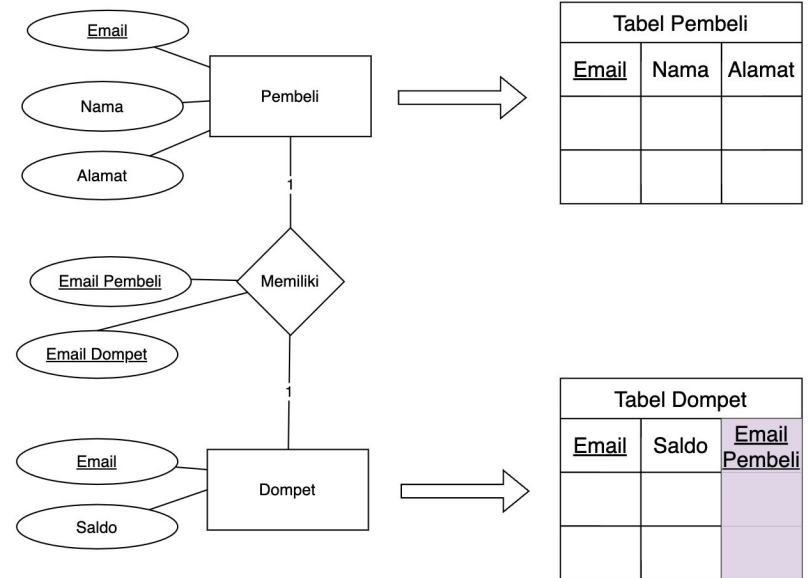 Email
Nama
Alamat
Pembeli
1
Email Pembeli
Email Dompet
Memiliki
1
Email
Saldo
Dompet
Tabel Pembeli
Email Nama Alamat
Tabel Dompet
Email Saldo Email
Pembeli